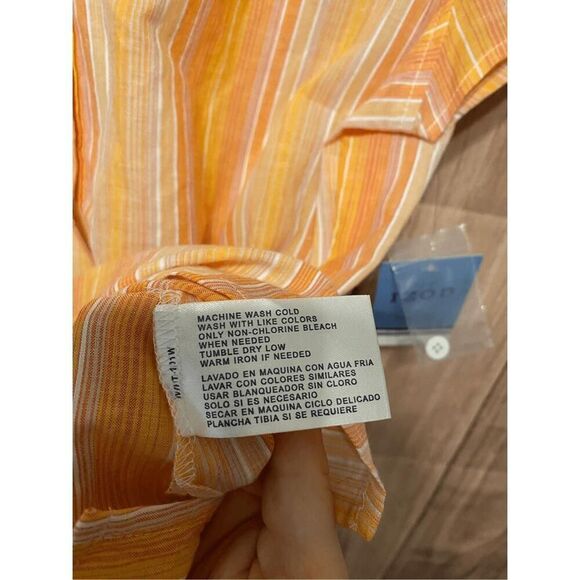 MACHINE WASH COLD
WASH WITH LIKE COLORS
ONLY NON-CHLORINE BLEACH
WHEN NEEDED
TUMBLE DRY LOW
WARM IRON IF NEEDED
LAVADO EN MAQUINA CON AGUA FRIA
LAVAR CON COLORES SIMILARES
USAR BLANQUEADOR SIN CLORO
SOLO SI ES NECESARIO
SECAR EN MAQUINA CICLO DELICADO
PLANCHA TIBIA SI SE REQUIERE
IZOD